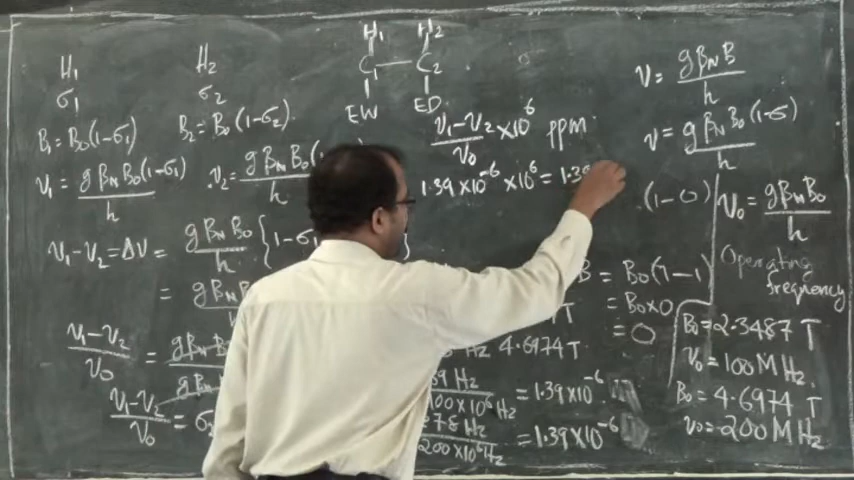 H₁ H₂
σ₁ σ₂
B₁ = B₀(1-σ₁) B₂ = B₀(1-σ₂)
ν₁ = gβ_N B₀(1-σ₁) / h ν₂ = gβ_N B₀(1
/ h
ν₁-ν₂ = Δν = gβ_N B₀ / h {1-σ
= gβ_N B
ν₁-ν₂ / ν₀ = gβ_N B
gβ_N
ν₁-ν₂ / ν₀ = σ₂
H₁ H₂
C₁ — C₂
EW ED
ν₁-ν₂ / ν₀ ×10⁶ ppm
1.39 ×10⁻⁶ ×10⁶ = 1.39
T
Hz 4.6974 T
39 Hz / 100×10⁶ Hz = 1.39×10⁻⁶
278 Hz / 200×10⁶ Hz = 1.39×10⁻⁶
ν = gβ_N B / h
ν = gβ_N B₀(1-σ) / h
(1-0)
B = B₀(1-1)
= B₀×0
= 0
ν₀ = gβ_N B₀ / h
Operating
frequency
B₀ = 2.3487 T
ν₀ = 100 MHz.
B₀ = 4.6974 T
ν₀ = 200 MHz